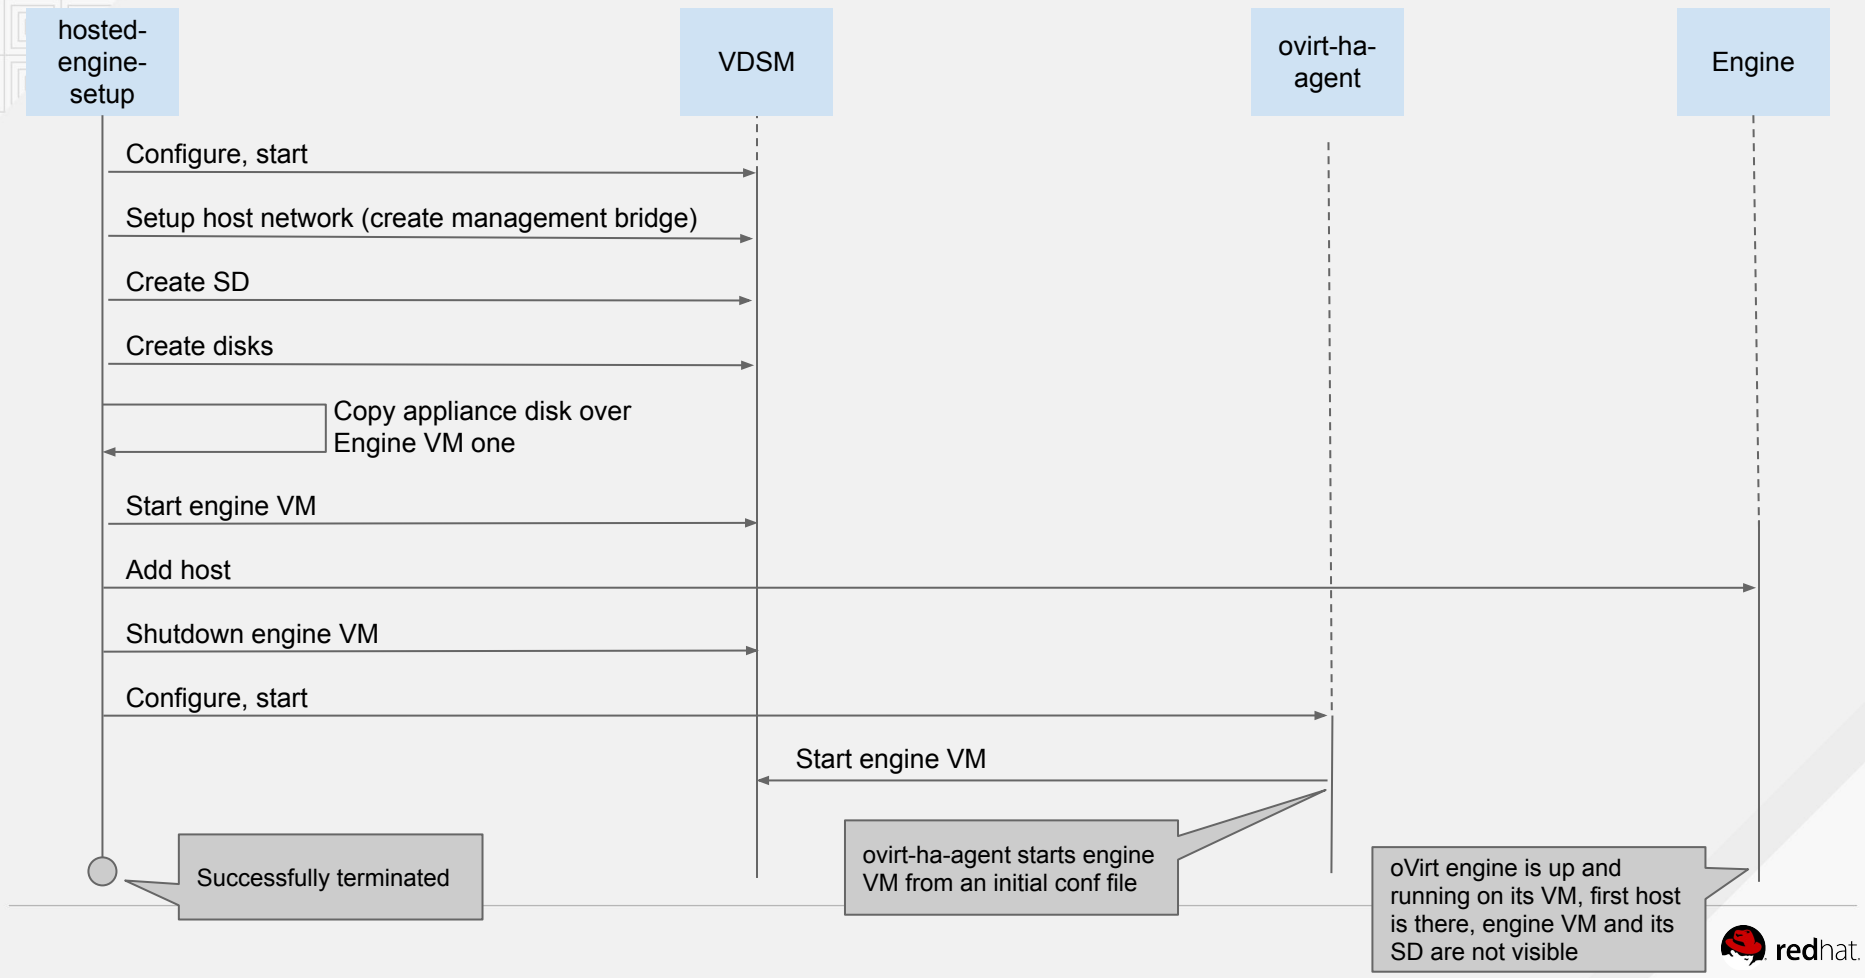 hosted-
engine-
setup
VDSM
ovirt-ha-
agent
Engine
Configure, start
Setup host network (create management bridge)
Create SD
Create disks
Copy appliance disk over
Engine VM one
Start engine VM
Add host
Shutdown engine VM
Configure, start
Start engine VM
Successfully terminated
ovirt-ha-agent starts engine
VM from an initial conf file
oVirt engine is up and
running on its VM, first host
is there, engine VM and its
SD are not visible
redhat.